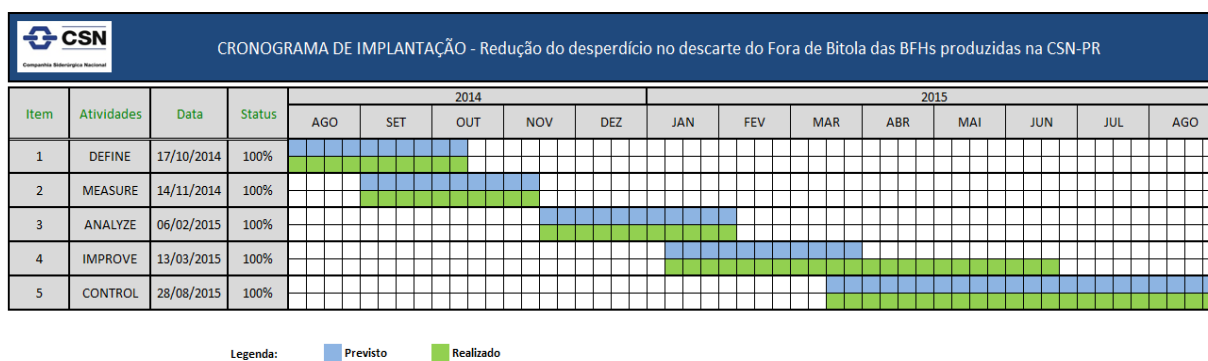 CSN
Companhia Siderúrgica Nacional
CRONOGRAMA DE IMPLANTAÇÃO - Redução do desperdício no descarte do Fora de Bitola das BFHs produzidas na CSN-PR
Item Atividades Data Status 2014 2015
AGO SET OUT NOV DEZ JAN FEV MAR ABR MAI JUN JUL AGO
1 DEFINE 17/10/2014 100%
2 MEASURE 14/11/2014 100%
3 ANALYZE 06/02/2015 100%
4 IMPROVE 13/03/2015 100%
5 CONTROL 28/08/2015 100%
Legenda: Previsto Realizado